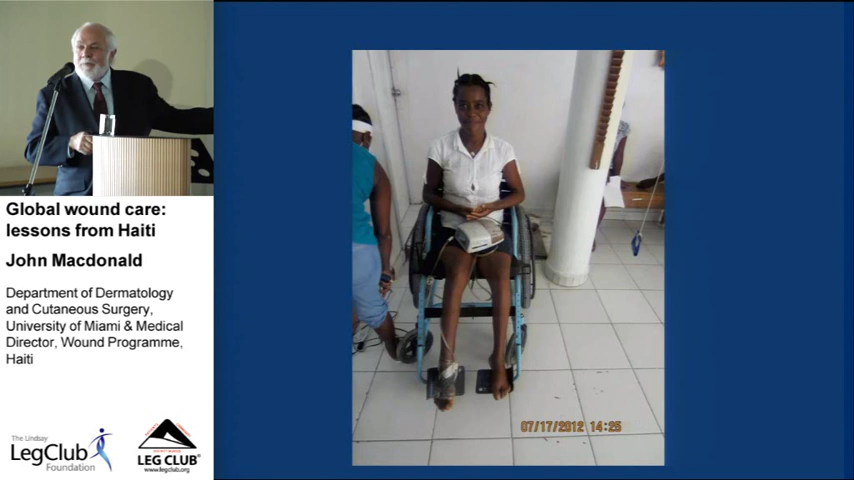 Global wound care:
lessons from Haiti
John Macdonald
Department of Dermatology
and Cutaneous Surgery,
University of Miami & Medical
Director, Wound Programme,
Haiti
The Lindsay
LegClub
Foundation
LEG CLUB®
www.legclub.org
07/17/2012 14:25